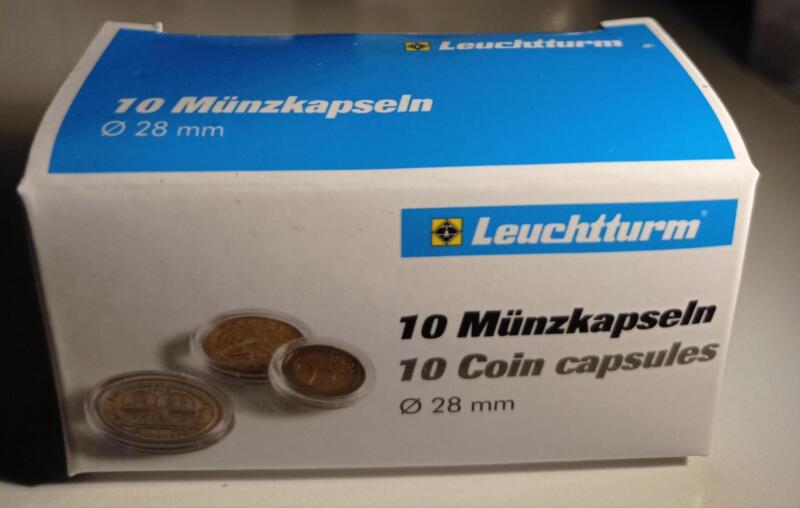 Leuchtturm
10 Münzkapseln
Ø 28 mm
Leuchtturm®
10 Münzkapseln
10 Coin capsules
Ø 28 mm